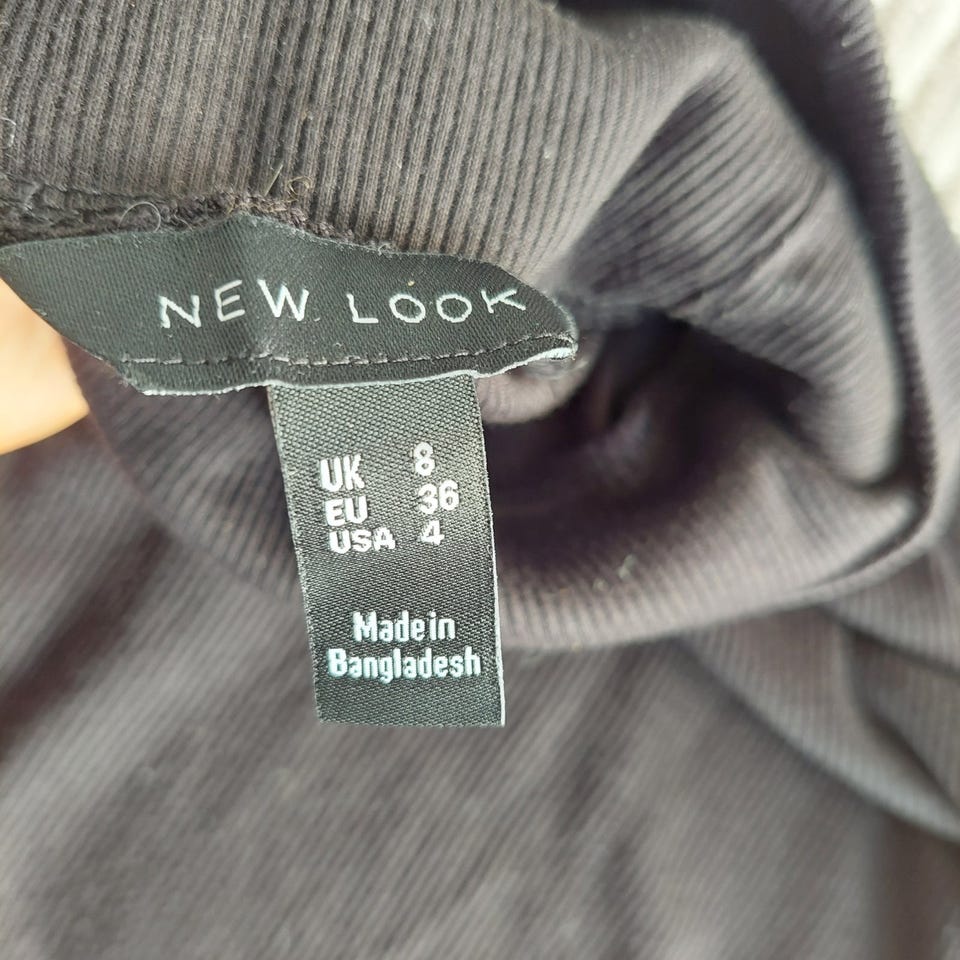 NEW LOOK
UK 8
EU 36
USA 4
Made in
Bangladesh